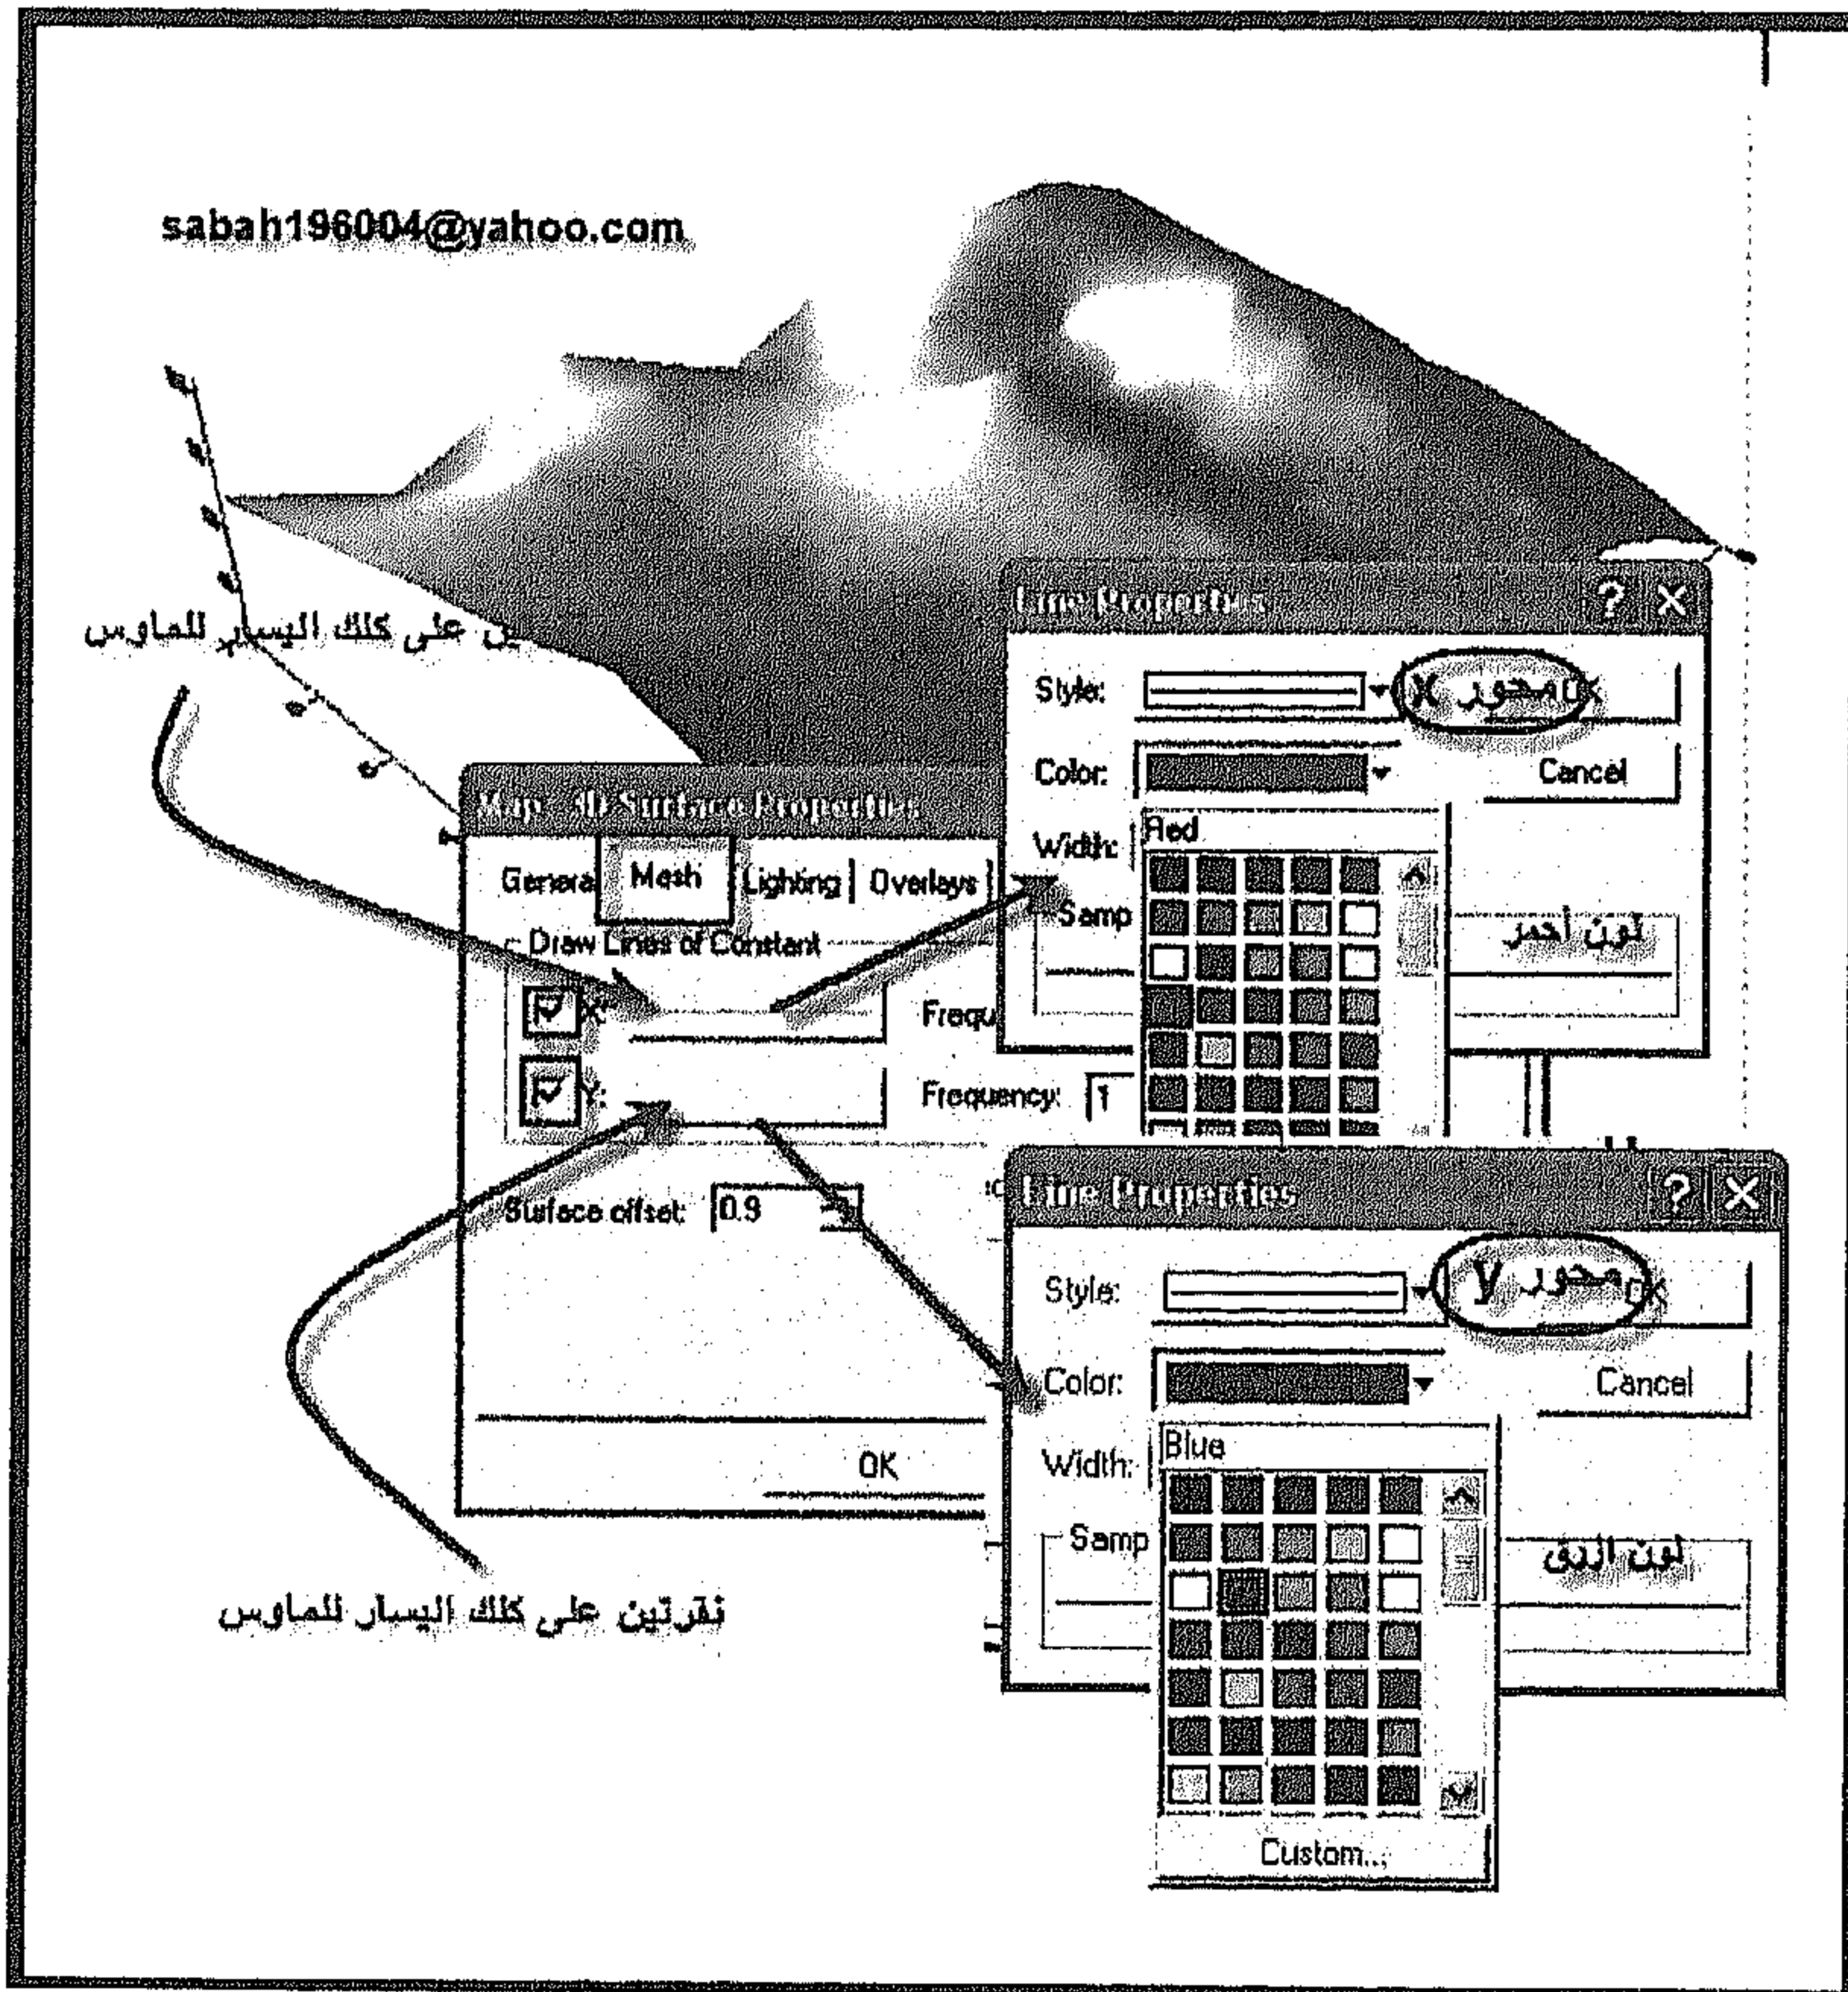 sabah196004@yahoo.com
على كلك اليسار للماوس
Line Properties
Style:
محور x
OK
Color:
Cancel
Red
Width:
Samp
لون أحمر
Map: 3D Surface Properties
General
Mesh
Lighting
Overlays
Draw Lines of Constant
X:
Frequ
Y:
Frequency: 1
Surface offset: 0.9
OK
Line Properties
Style:
محور y
OK
Color:
Cancel
Blue
Width:
Samp
لون ازرق
Custom...
نقرتين على كلك اليسار للماوس